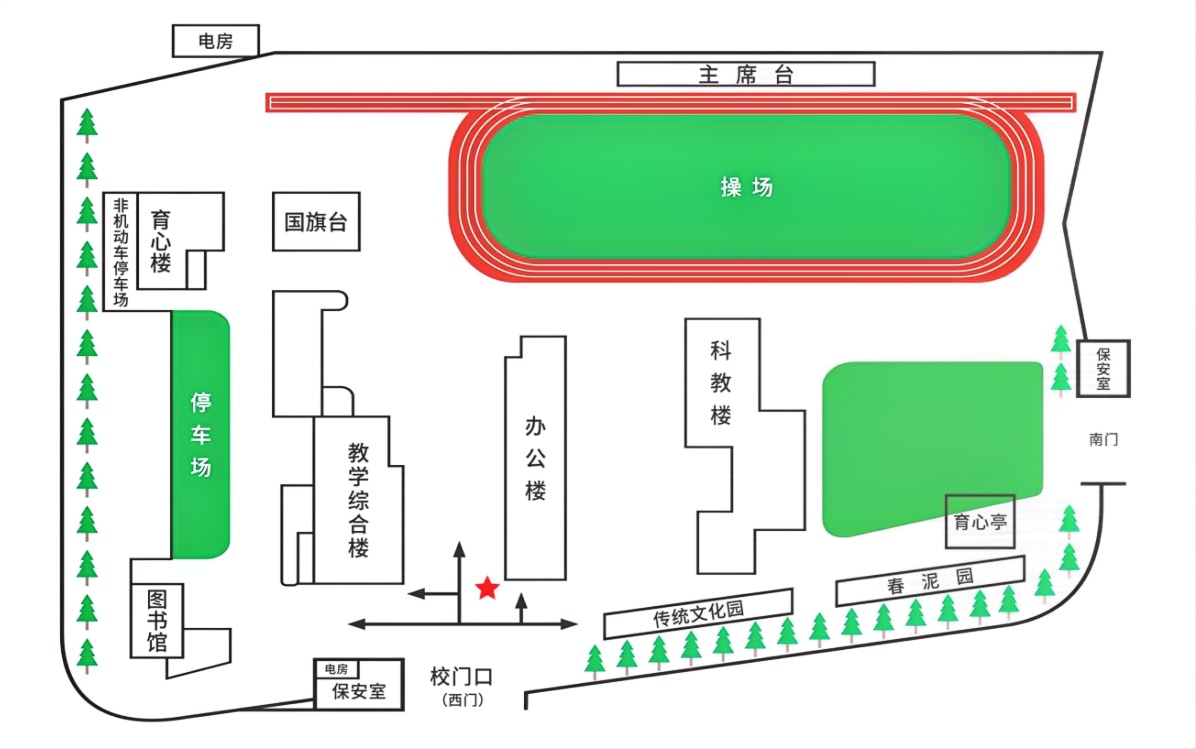 电房
主席台
操场
非机动车停车场
育心楼
国旗台
科教楼
保安室
停车场
办公楼
南门
教学综合楼
育心亭
春泥园
图书馆
传统文化园
电房
保安室
校门口
（西门）